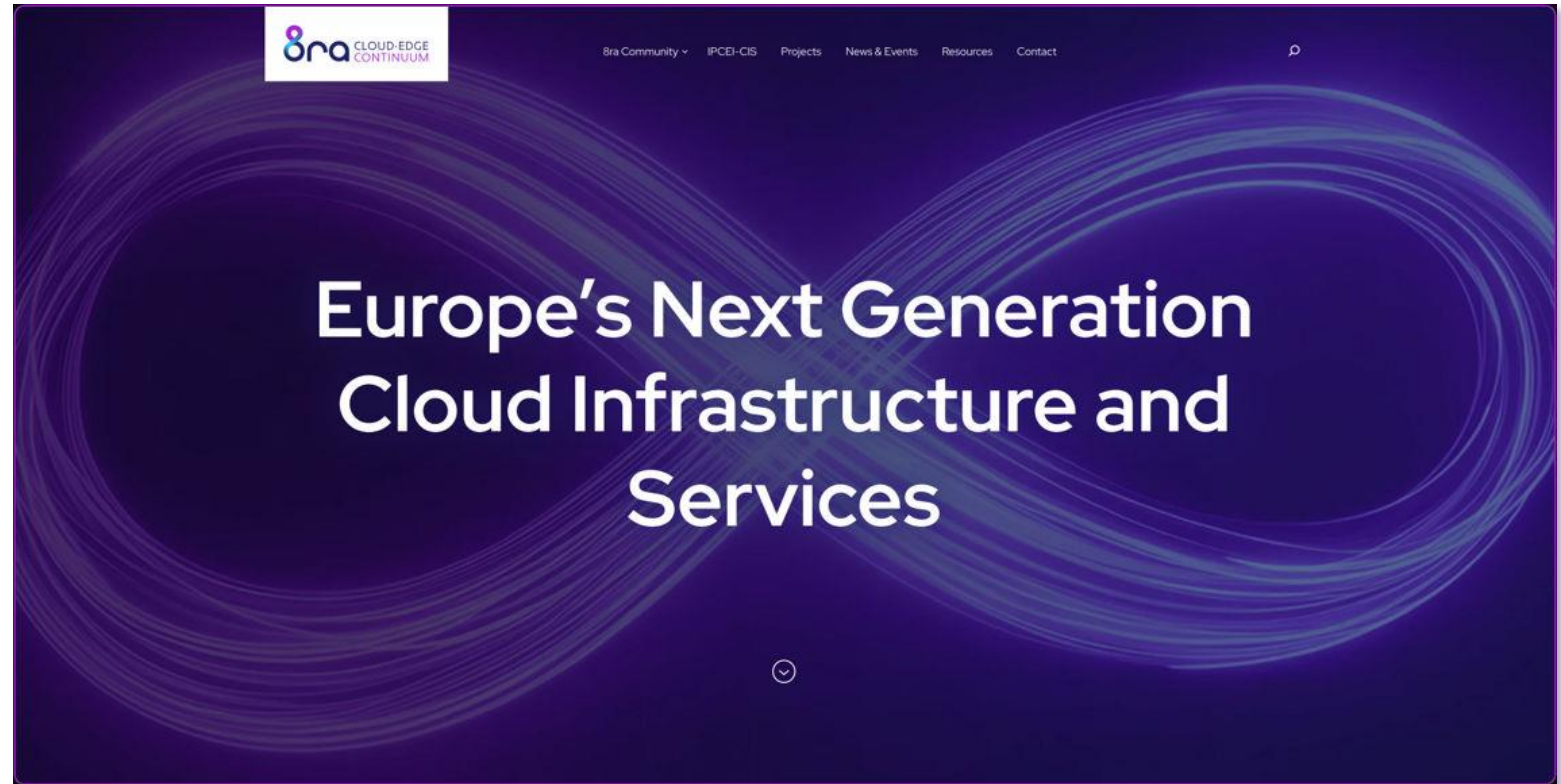 8ra CLOUD-EDGE
CONTINUUM
8ra Community IPCEI-CIS Projects News & Events Resources Contact
Europe’s Next Generation
Cloud Infrastructure and
Services